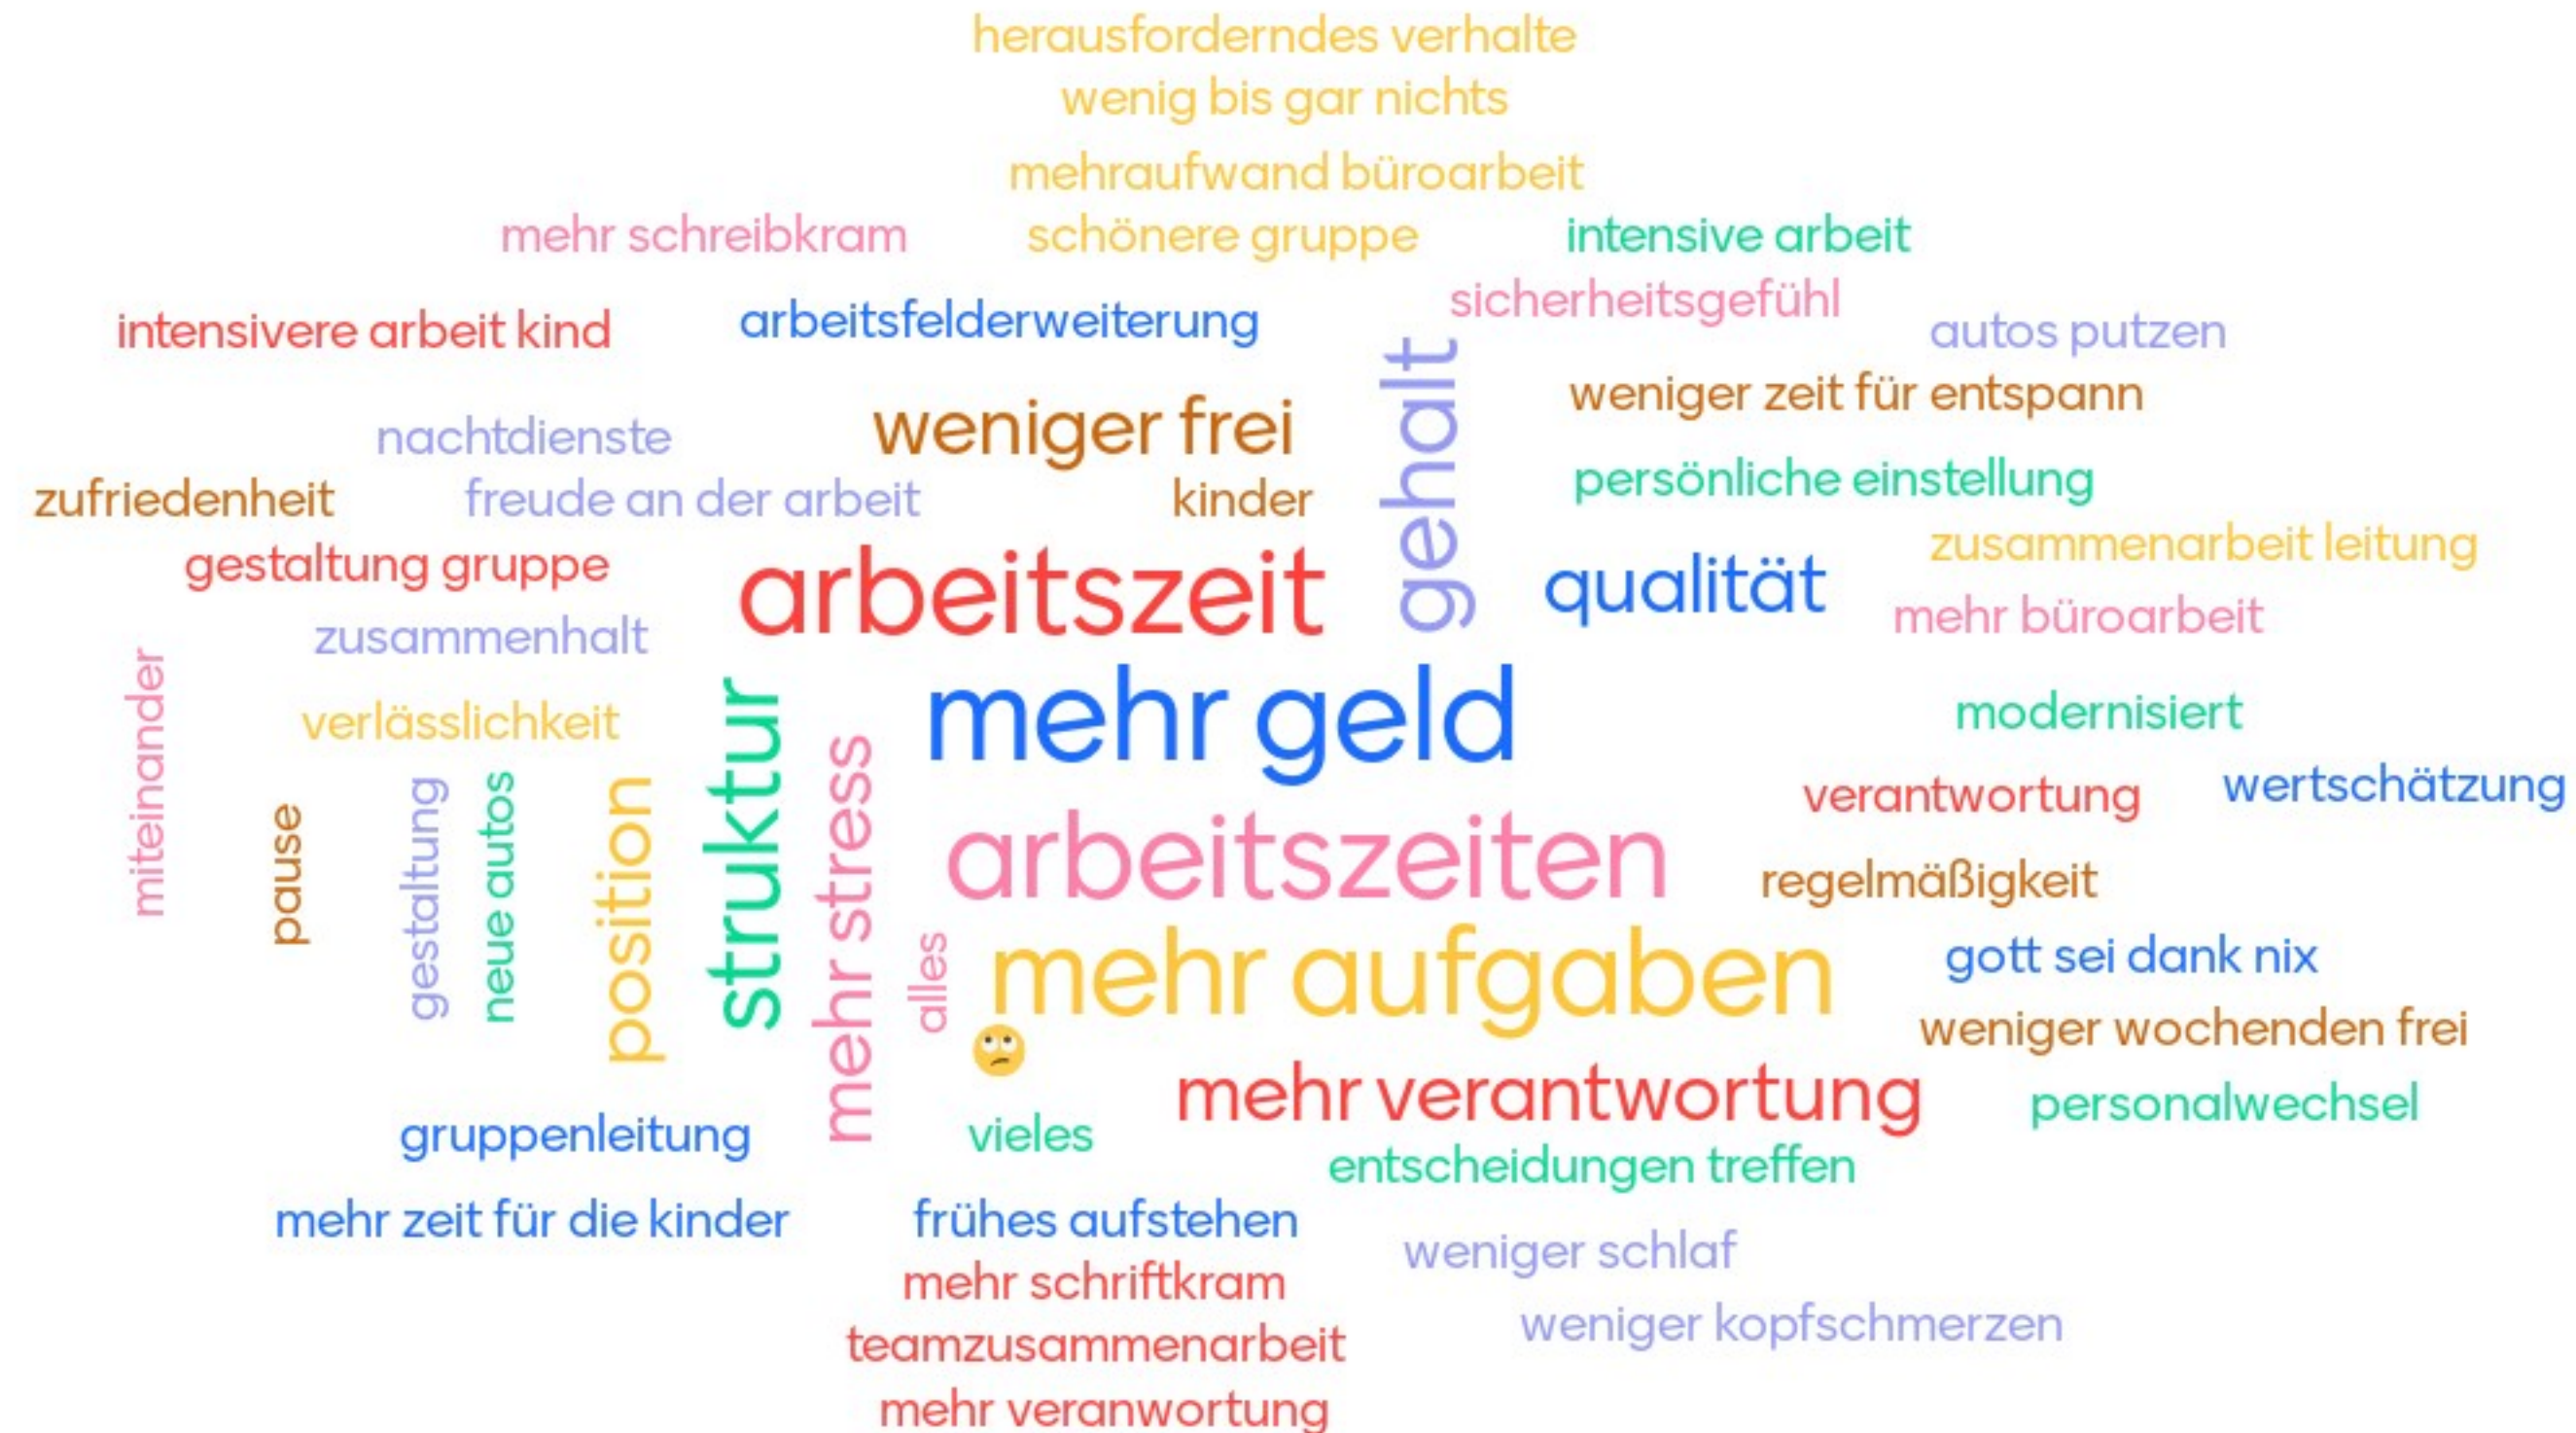 herausforderndes verhalte
wenig bis gar nichts
mehraufwand büroarbeit
mehr schreibkram
schönere gruppe
intensive arbeit
sicherheitsgefühl
intensivere arbeit kind
arbeitsfelderweiterung
autos putzen
gehalt
weniger zeit für entspann
nachtdienste
weniger frei
persönliche einstellung
zufriedenheit
freude an der arbeit
kinder
zusammenarbeit leitung
gestaltung gruppe
arbeitszeit
qualität
mehr büroarbeit
zusammenhalt
miteinander
verlässlichkeit
struktur
mehr geld
modernisiert
verantwortung
wertschätzung
pause
gestaltung
neue autos
position
mehr stress
arbeitszeiten
regelmäßigkeit
alles
mehr aufgaben
gott sei dank nix
weniger wochenden frei
mehr verantwortung
personalwechsel
gruppenleitung
vieles
entscheidungen treffen
mehr zeit für die kinder
frühes aufstehen
weniger schlaf
mehr schriftkram
weniger kopfschmerzen
teamzusammenarbeit
mehr veranwortung